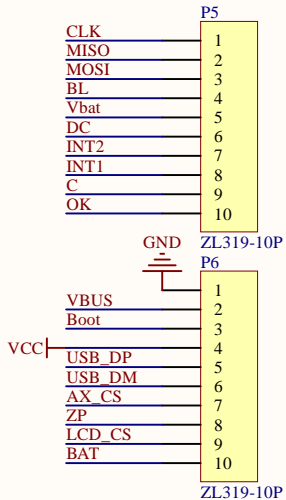 P5
CLK 1
MISO 2
MOSI 3
BL 4
Vbat 5
DC 6
INT2 7
INT1 8
C 9
OK 10
ZL319-10P
GND
P6
1
VBUS 2
Boot 3
VCC 4
USB_DP 5
USB_DM 6
AX_CS 7
ZP 8
LCD_CS 9
BAT 10
ZL319-10P